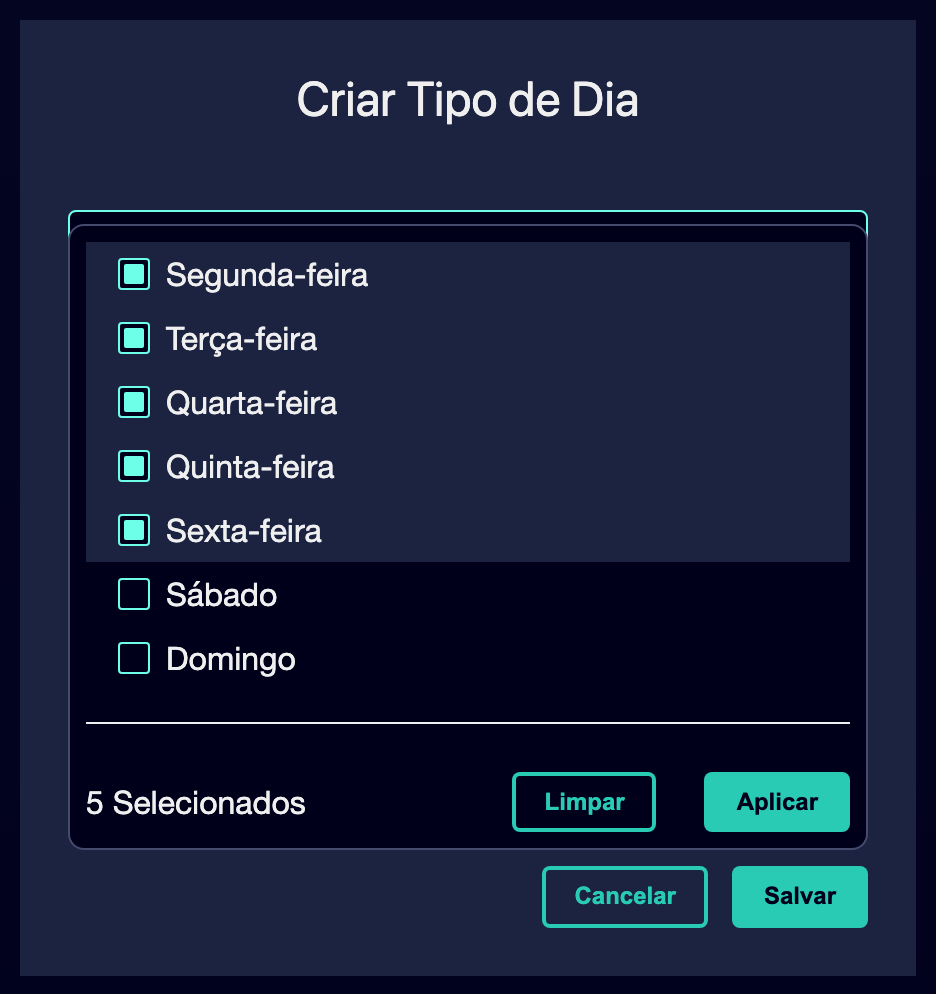 Criar Tipo de Dia
Segunda-feira
Terça-feira
Quarta-feira
Quinta-feira
Sexta-feira
Sábado
Domingo
5 Selecionados
Limpar
Aplicar
Cancelar
Salvar